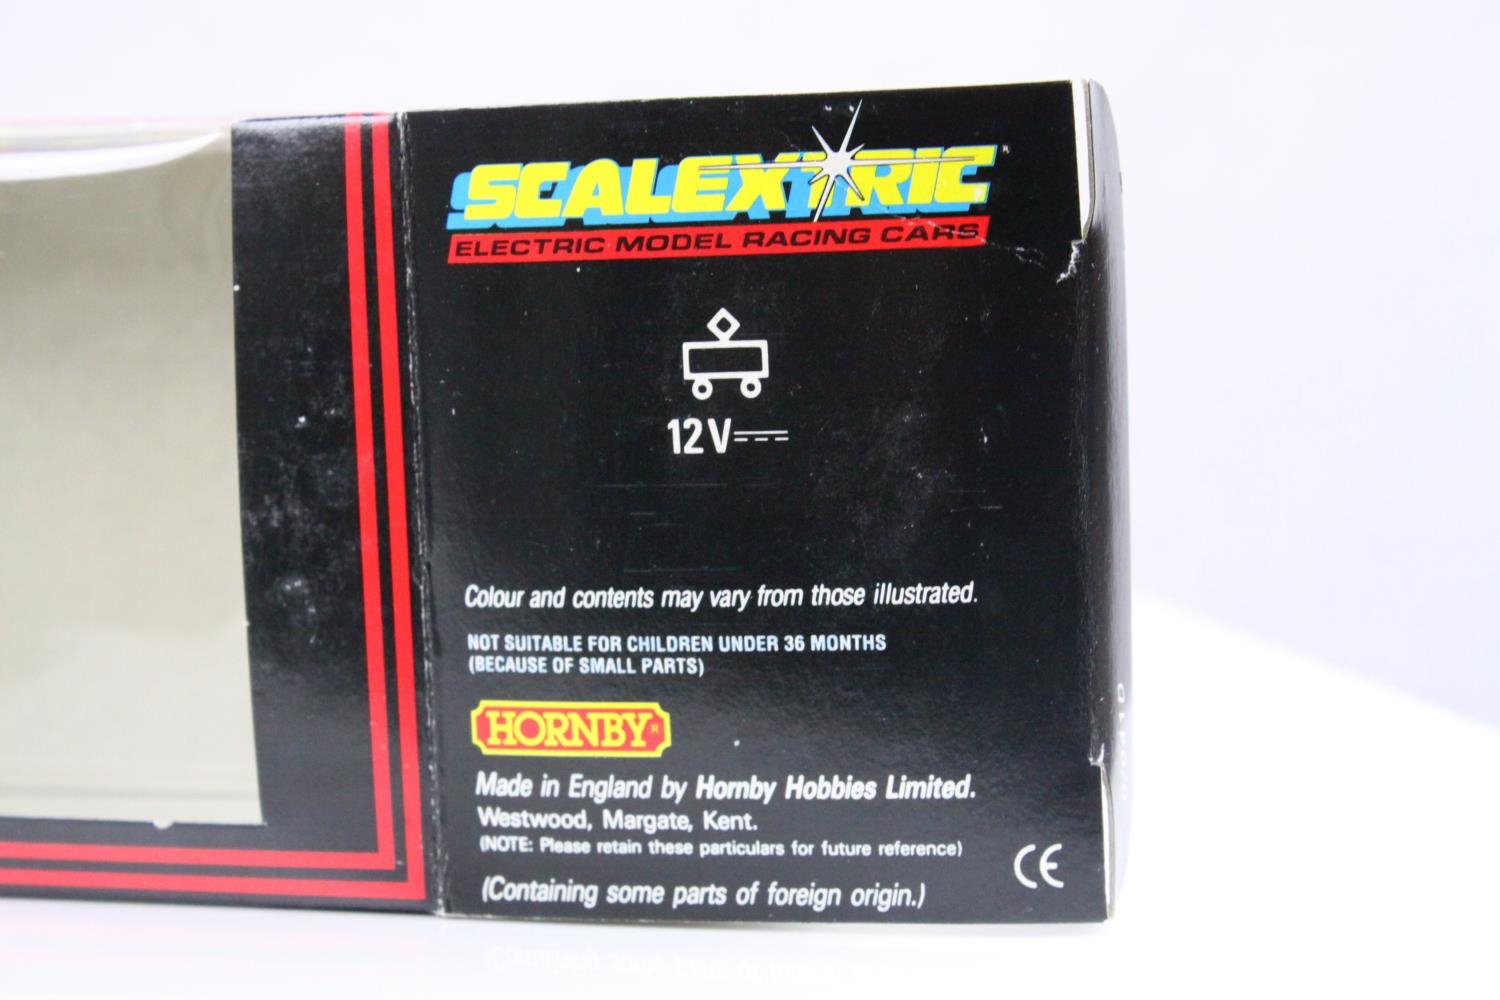 SCALEXTRIC®
ELECTRIC MODEL RACING CARS
12V
Colour and contents may vary from those illustrated.
NOT SUITABLE FOR CHILDREN UNDER 36 MONTHS
(BECAUSE OF SMALL PARTS)
HORNBY®
Made in England by Hornby Hobbies Limited.
Westwood, Margate, Kent.
(NOTE: Please retain these particulars for future reference)
(Containing some parts of foreign origin.)
CE